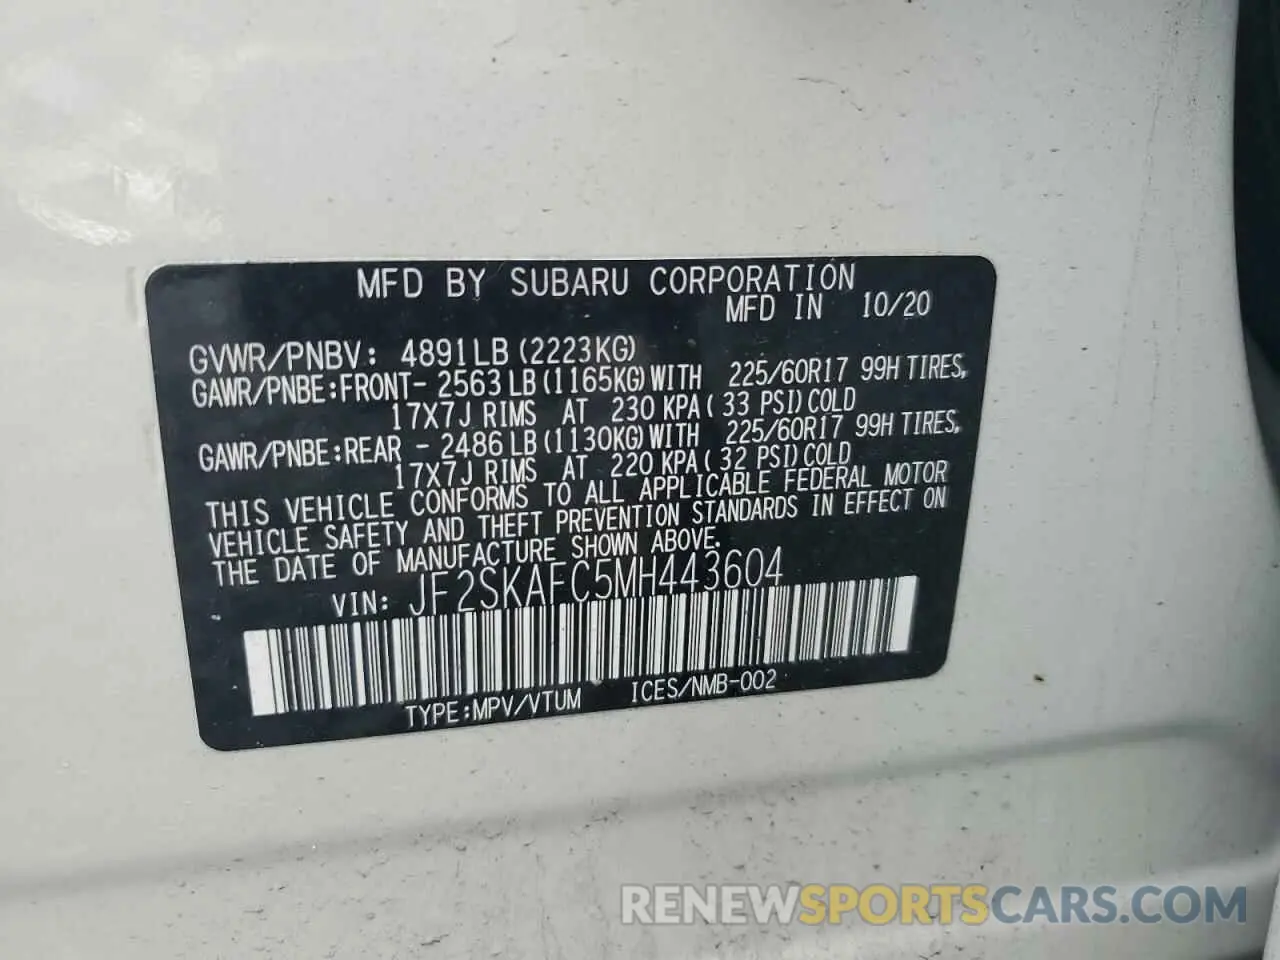 MFD BY SUBARU CORPORATION
MFD IN 10/20
GVWR/PNBV: 4891LB(2223KG)
GAWR/PNBE:FRONT- 2563LB(1165KG)WITH 225/60R17 99H TIRES,
17X7J RIMS AT 230 KPA( 33 PSI)COLD
GAWR/PNBE:REAR - 2486LB(1130KG)WITH 225/60R17 99H TIRES,
17X7J RIMS AT 220 KPA( 32 PSI)COLD
THIS VEHICLE CONFORMS TO ALL APPLICABLE FEDERAL MOTOR
VEHICLE SAFETY AND THEFT PREVENTION STANDARDS IN EFFECT ON
THE DATE OF MANUFACTURE SHOWN ABOVE.
VIN: JF2SKAFC5MH443604
TYPE:MPV/VTUM ICES/NMB-002
RENEWSPORTSCARS.COM